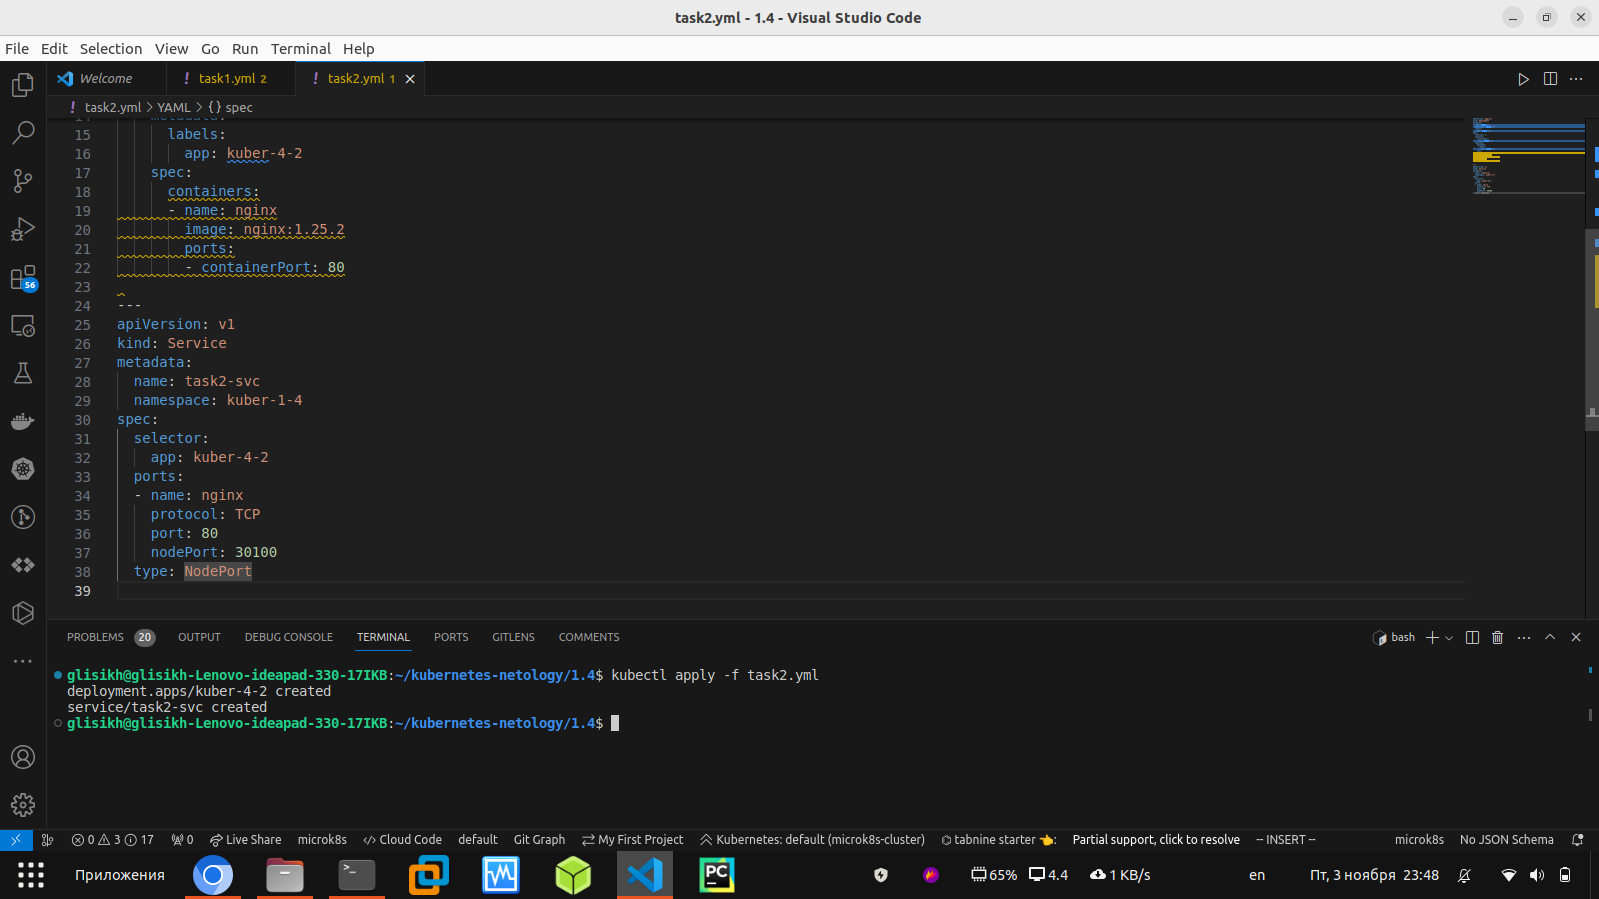 task2.yml - 1.4 - Visual Studio Code
File Edit Selection View Go Run Terminal Help
Welcome
! task1.yml 2
! task2.yml 1
! task2.yml > YAML > {} spec
15 labels:
16 app: kuber-4-2
17 spec:
18 containers:
19 - name: nginx
20 image: nginx:1.25.2
21 ports:
22 - containerPort: 80
23
24 ---
25 apiVersion: v1
26 kind: Service
27 metadata:
28 name: task2-svc
29 namespace: kuber-1-4
30 spec:
31 selector:
32 app: kuber-4-2
33 ports:
34 - name: nginx
35 protocol: TCP
36 port: 80
37 nodePort: 30100
38 type: NodePort
39
56
PROBLEMS 20 OUTPUT DEBUG CONSOLE TERMINAL PORTS GITLENS COMMENTS
bash
glisikh@glisikh-Lenovo-ideapad-330-17IKB:~/kubernetes-netology/1.4$ kubectl apply -f task2.yml
deployment.apps/kuber-4-2 created
service/task2-svc created
glisikh@glisikh-Lenovo-ideapad-330-17IKB:~/kubernetes-netology/1.4$
0 3 17 0 Live Share microk8s Cloud Code default Git Graph My First Project Kubernetes: default (microk8s-cluster) tabnine starter Partial support, click to resolve -- INSERT -- microk8s No JSON Schema
Приложения
PC
65% 4.4 1 KB/s en Пт, 3 ноября 23:48